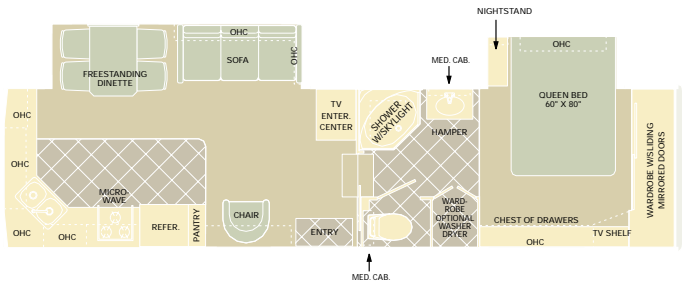 NIGHTSTAND
OHC
OHC
SOFA
FREESTANDING
DINETTE
MED. CAB.
OHC
QUEEN BED
60" X 80"
OHC
TV
ENTER.
CENTER
SHOWER
W/SKYLIGHT
HAMPER
OHC
MICRO-
WAVE
OHC
OHC
REFER.
PANTRY
CHAIR
ENTRY
WARD-
ROBE
OPTIONAL
WASHER
DRYER
CHEST OF DRAWERS
TV SHELF
OHC
WARDROBE W/SLIDING
MIRRORED DOORS
MED. CAB.